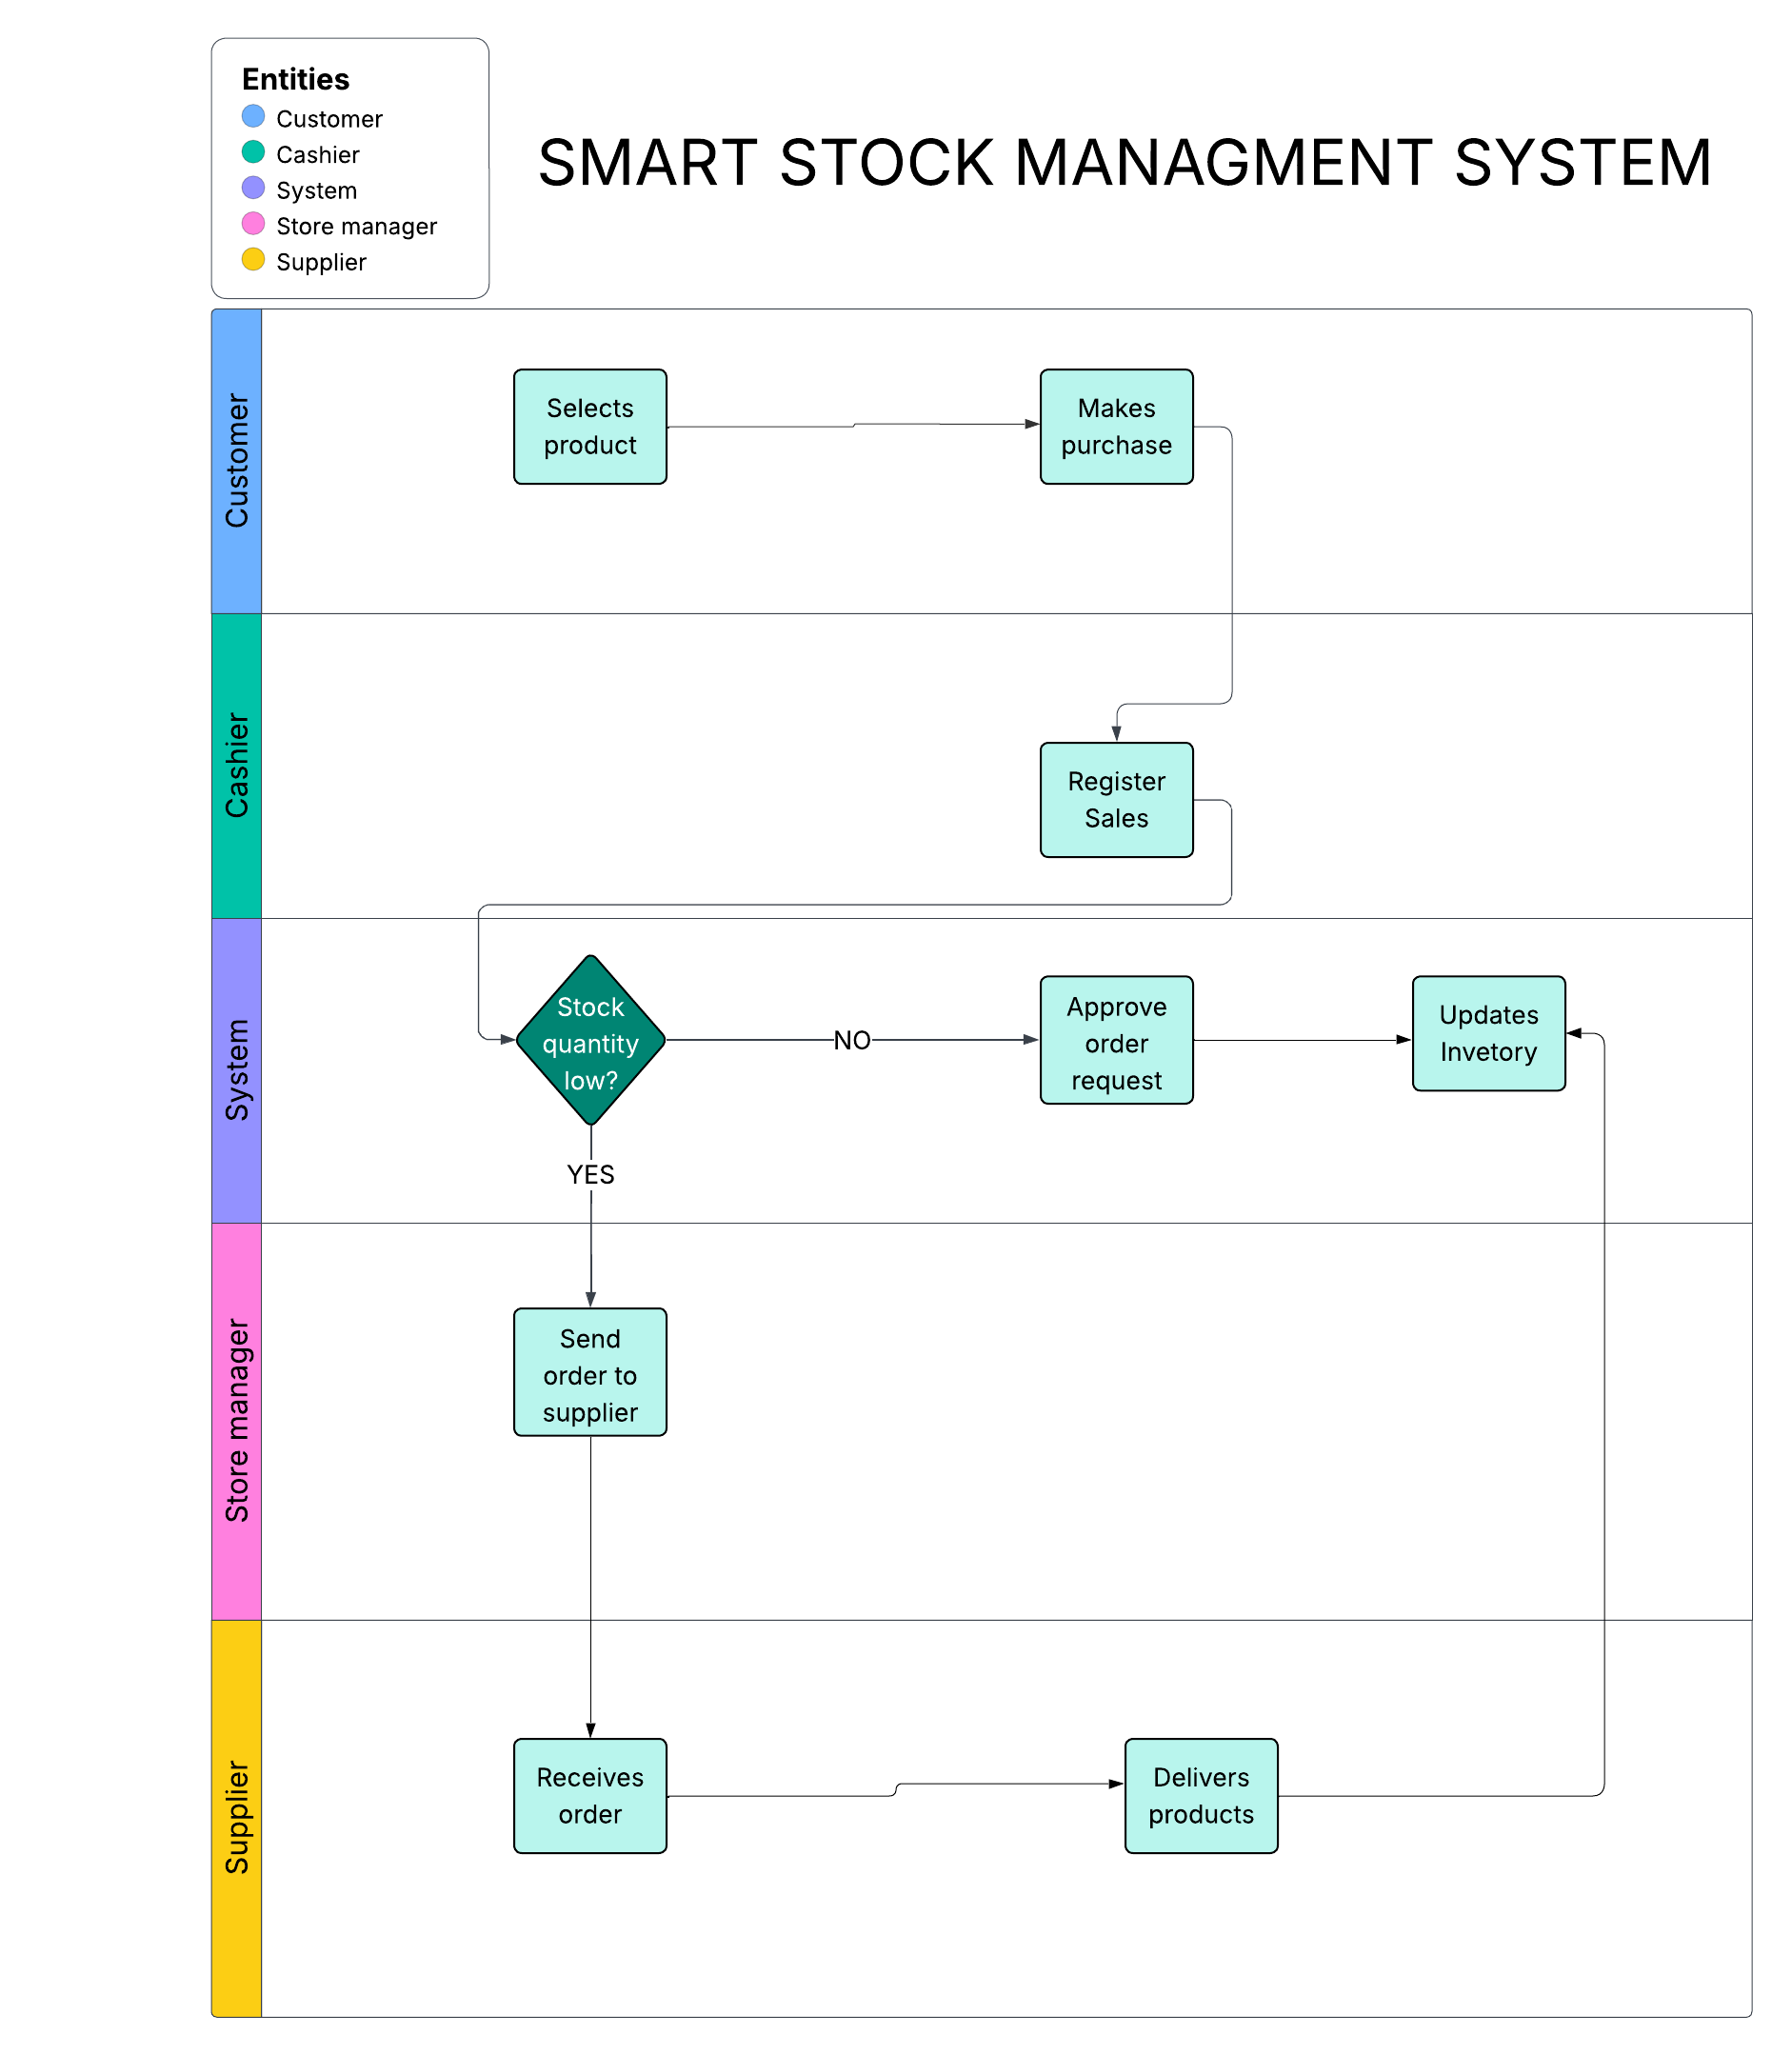 Entities
Customer
Cashier
System
Store manager
Supplier
SMART STOCK MANAGMENT SYSTEM
Customer
Selects
product
Makes
purchase
Cashier
Register
Sales
System
Stock
quantity
low?
NO
Approve
order
request
Updates
Invetory
YES
Store manager
Send
order to
supplier
Supplier
Receives
order
Delivers
products